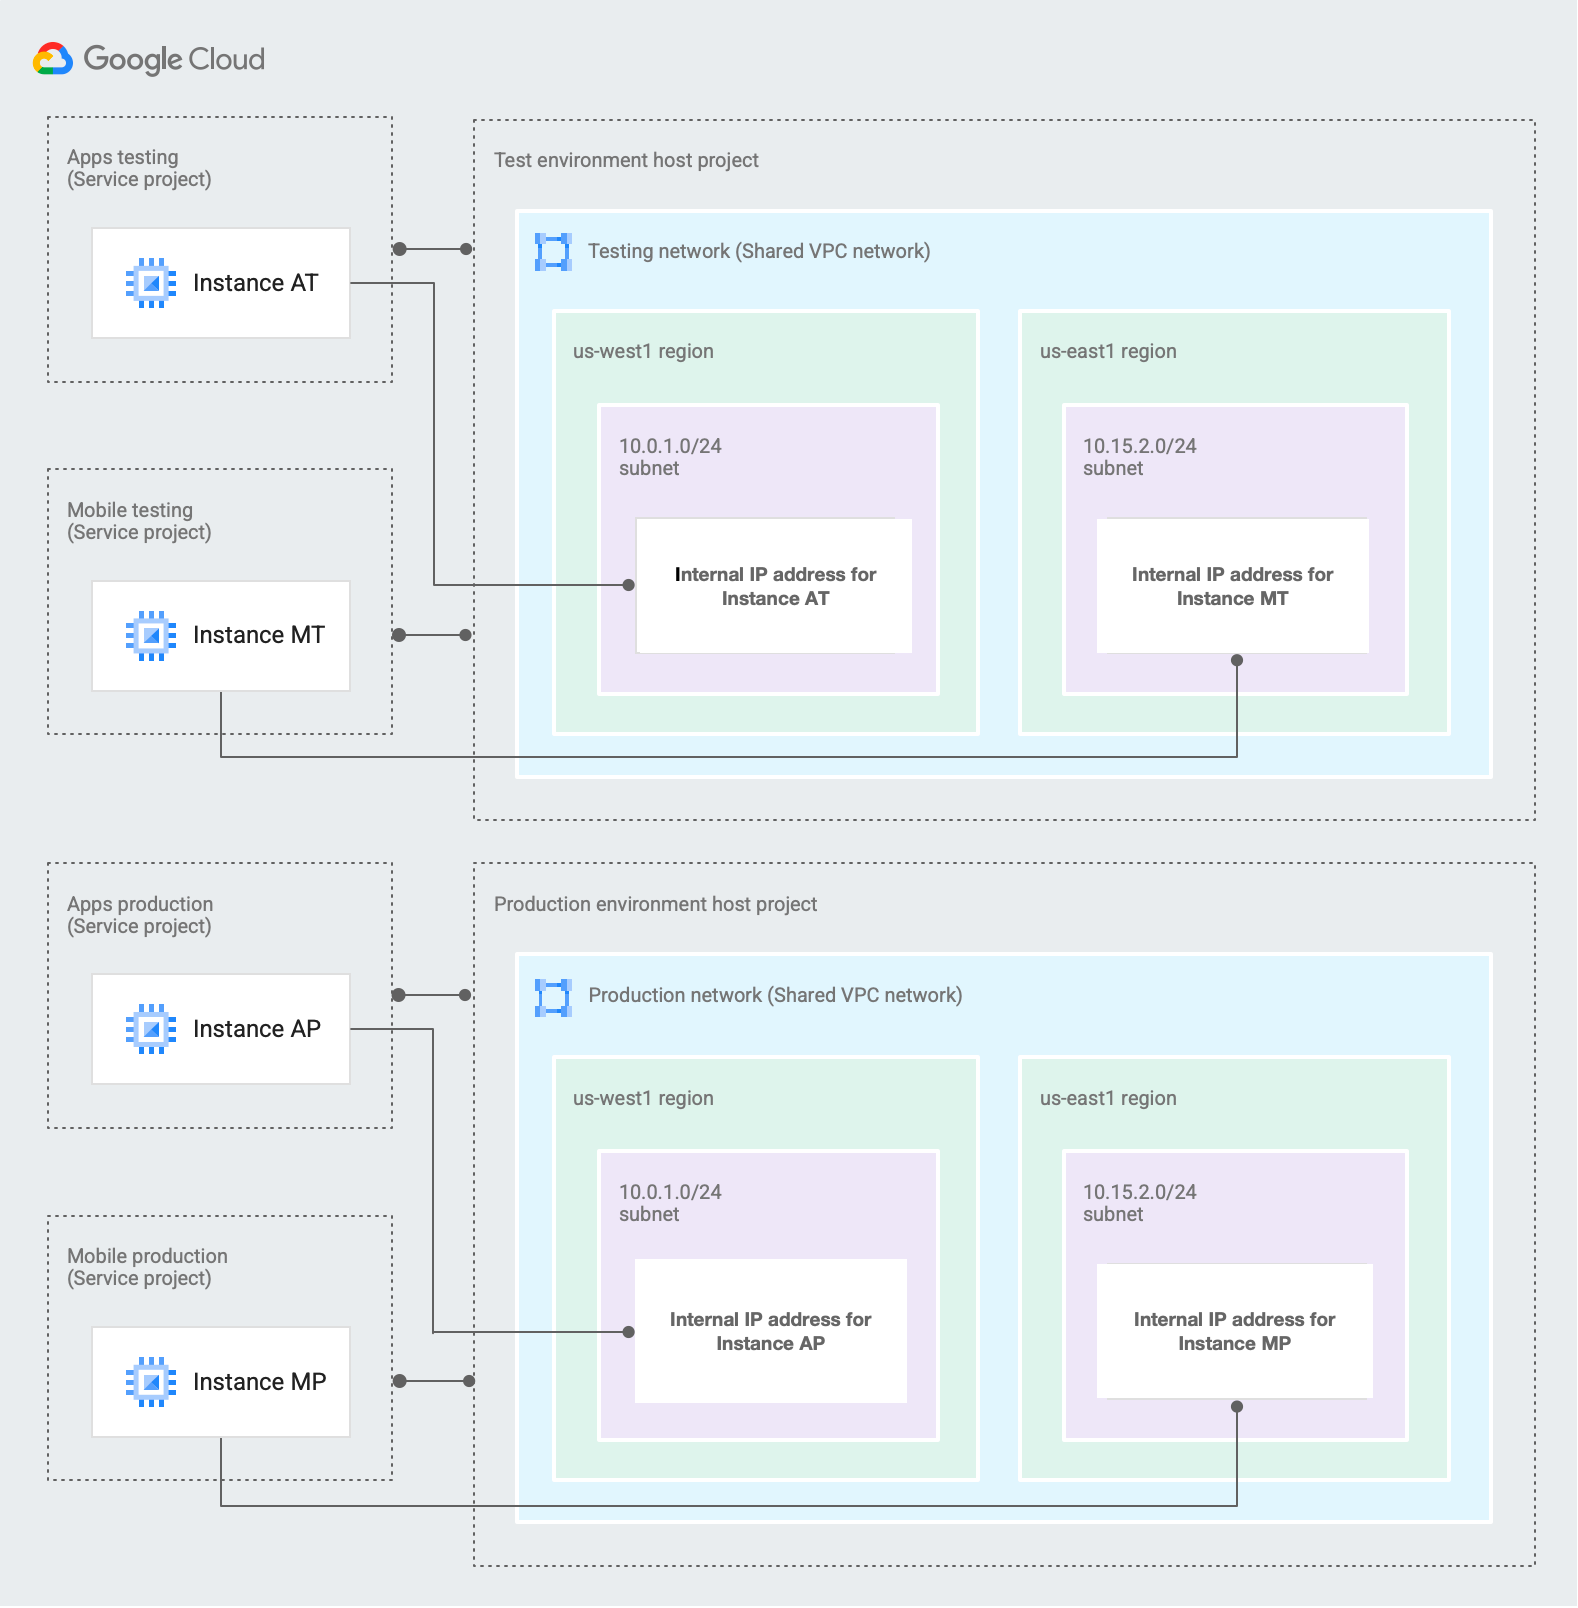 Google Cloud
Apps testing
(Service project)
Instance AT
Test environment host project
Testing network (Shared VPC network)
us-west1 region
10.0.1.0/24
subnet
Internal IP address for
Instance AT
us-east1 region
10.15.2.0/24
subnet
Internal IP address for
Instance MT
Mobile testing
(Service project)
Instance MT
Apps production
(Service project)
Instance AP
Production environment host project
Production network (Shared VPC network)
us-west1 region
10.0.1.0/24
subnet
Internal IP address for
Instance AP
us-east1 region
10.15.2.0/24
subnet
Internal IP address for
Instance MP
Mobile production
(Service project)
Instance MP